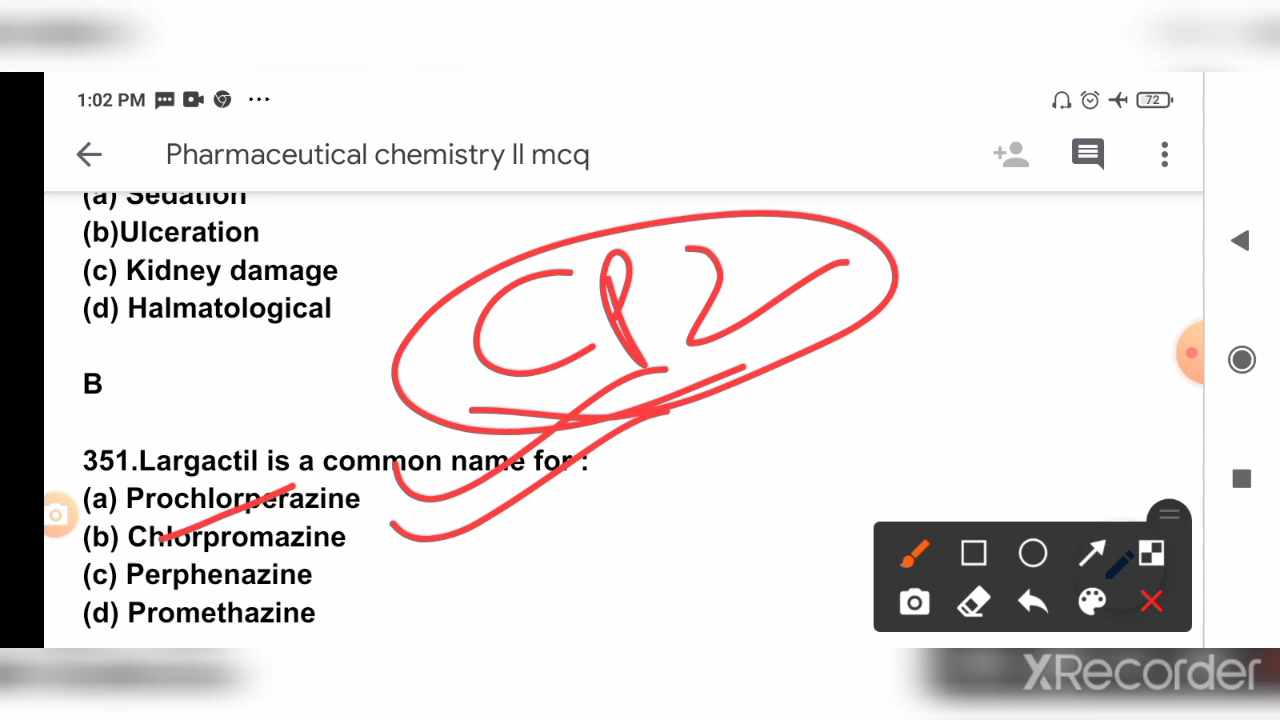 1:02 PM ... 72
Pharmaceutical chemistry II mcq
(a) Sedation
(b)Ulceration
(c) Kidney damage
(d) Halmatological
CPZ
B
351.Largactil is a common name for :
(a) Prochlorperazine
(b) Chlorpromazine
(c) Perphenazine
(d) Promethazine
XRecorder